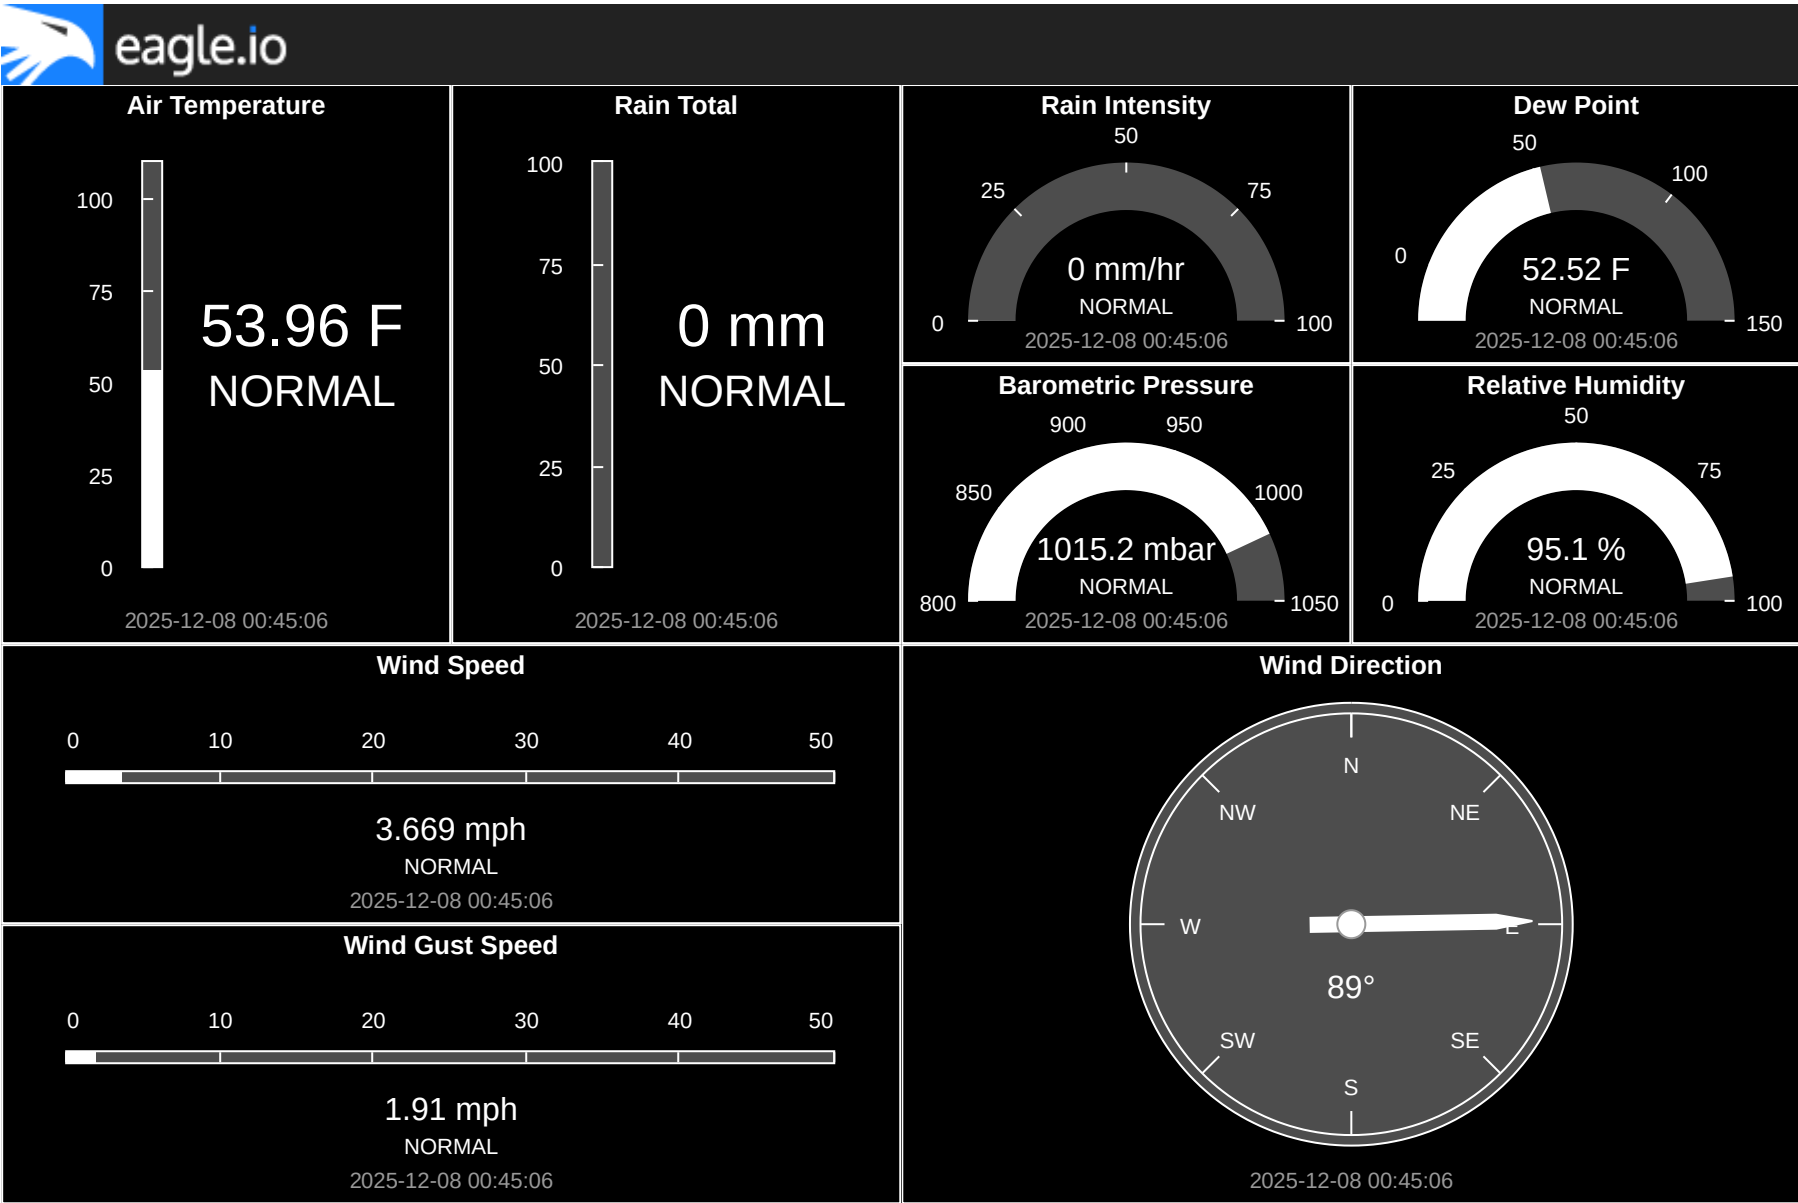 eagle.io
Air Temperature
100
75
50
25
0
53.96 F
NORMAL
2025-12-08 00:45:06
Rain Total
100
75
50
25
0
0 mm
NORMAL
2025-12-08 00:45:06
Rain Intensity
50
25
75
0
100
0 mm/hr
NORMAL
2025-12-08 00:45:06
Dew Point
50
100
0
150
52.52 F
NORMAL
2025-12-08 00:45:06
Barometric Pressure
900
950
850
1000
800
1050
1015.2 mbar
NORMAL
2025-12-08 00:45:06
Relative Humidity
50
25
75
0
100
95.1 %
NORMAL
2025-12-08 00:45:06
Wind Speed
0 10 20 30 40 50
3.669 mph
NORMAL
2025-12-08 00:45:06
Wind Gust Speed
0 10 20 30 40 50
1.91 mph
NORMAL
2025-12-08 00:45:06
Wind Direction
N
NW NE
W E
89°
SW SE
S
2025-12-08 00:45:06